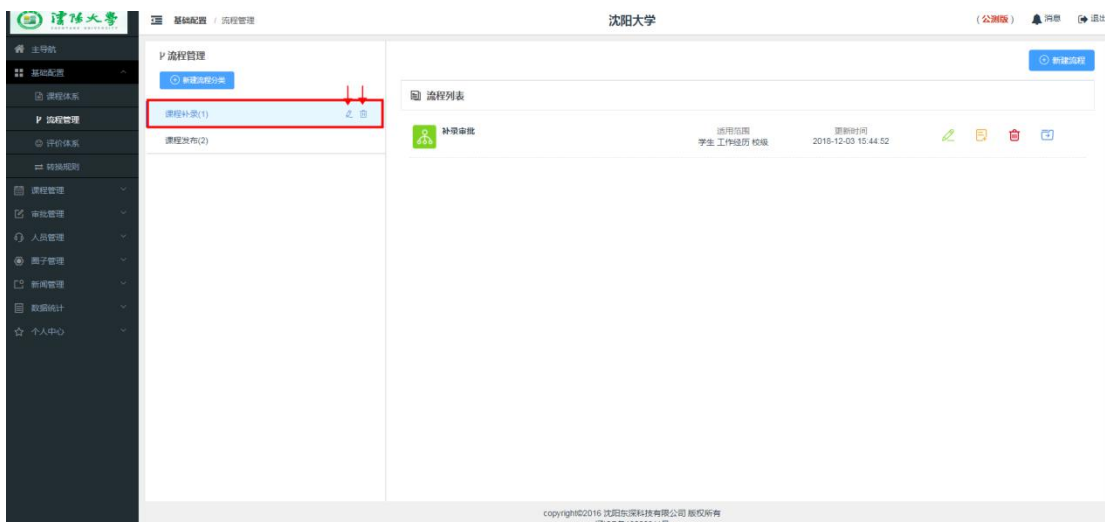 沈阳大学
基础配置 / 流程管理
沈阳大学
(公测版)
消息
主导航
基础配置
课程体系
流程管理
评价体系
转换规则
课程管理
审批管理
人员管理
圈子管理
新闻管理
数据统计
个人中心
流程管理
新建流程分类
课程补录(1)
课程发布(2)
新建流程
流程列表
补录审批
适用范围
学生 工作经历 校级
更新时间
2018-12-03 15:44:52
copyright©2016 沈阳东深科技有限公司 版权所有